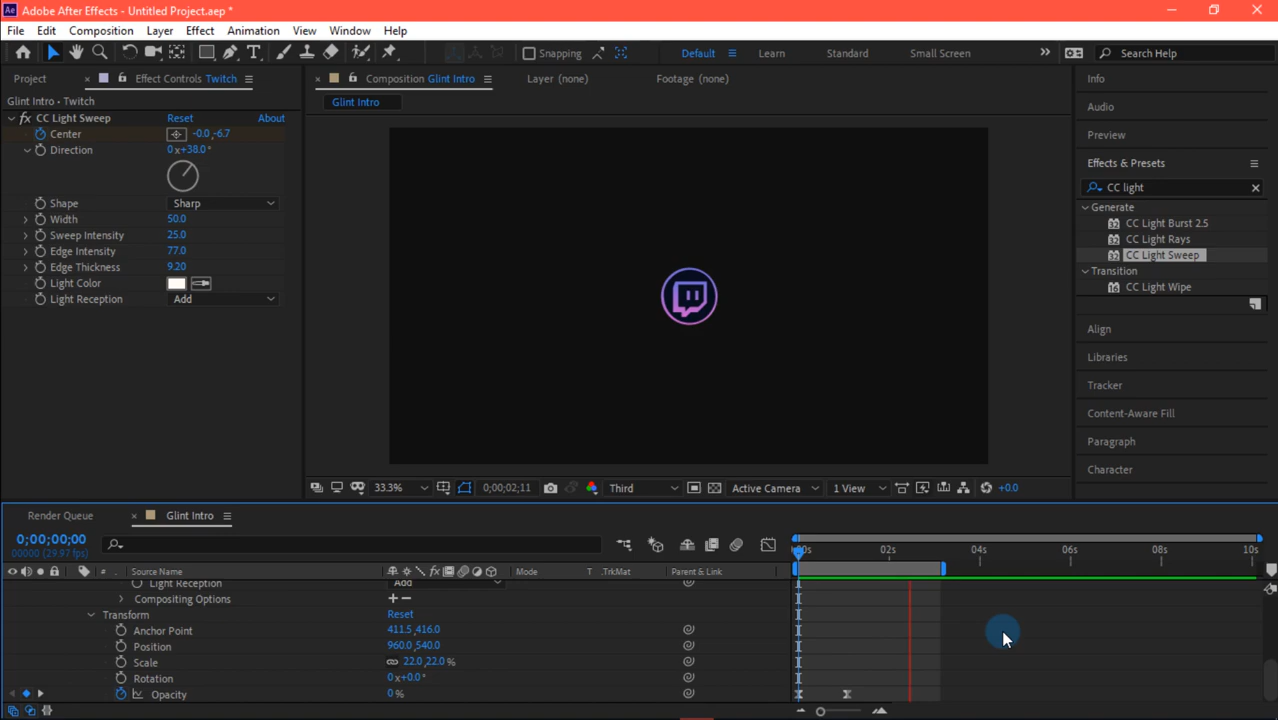 Ae Adobe After Effects - Untitled Project.aep *
File Edit Composition Layer Effect Animation View Window Help
Snapping Default Learn Standard Small Screen Search Help
Project Effect Controls Twitch Composition Glint Intro Layer (none) Footage (none) Info
Glint Intro • Twitch Glint Intro Audio
fx CC Light Sweep Reset About
Center -0.0,-6.7 Preview
Direction 0x+38.0°
Effects & Presets
CC light
Shape Sharp Generate
Width 50.0 CC Light Burst 2.5
Sweep Intensity 25.0 CC Light Rays
Edge Intensity 77.0 CC Light Sweep
Edge Thickness 9.20 Transition
Light Color CC Light Wipe
Light Reception Add
Align
Libraries
Tracker
Content-Aware Fill
Paragraph
Character
33.3% 0;00;02;11 Third Active Camera 1 View +0.0
Render Queue Glint Intro
0;00;00;00
00000 (29.97 fps) 02s 04s 06s 08s 10s
# Source Name Mode T .TrkMat Parent & Link
Light Reception Add
Compositing Options + −
Transform Reset
Anchor Point 411.5,416.0
Position 960.0,540.0
Scale 22.0,22.0%
Rotation 0x+0.0°
Opacity 0%